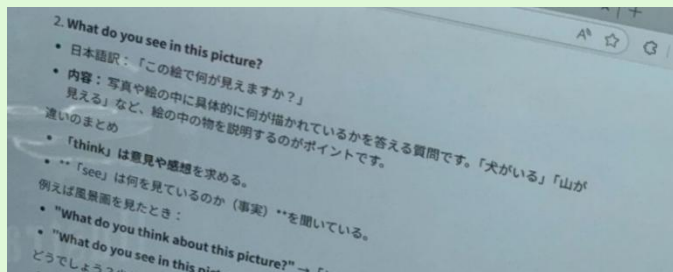 2. What do you see in this picture?
• 日本語訳：「この絵で何が見えますか？」
• 内容：写真や絵の中に具体的に何が描かれているかを答える質問です。「犬がいる」「山が
見える」など、絵の中の物を説明するのがポイントです。
違いのまとめ
• 「think」は意見や感想を求める。
• **「see」は何を見ているのか（事実）**を聞いている。
例えば風景画を見たとき：
• "What do you think about this picture?" →
• "What do you see in this
どうでしょう